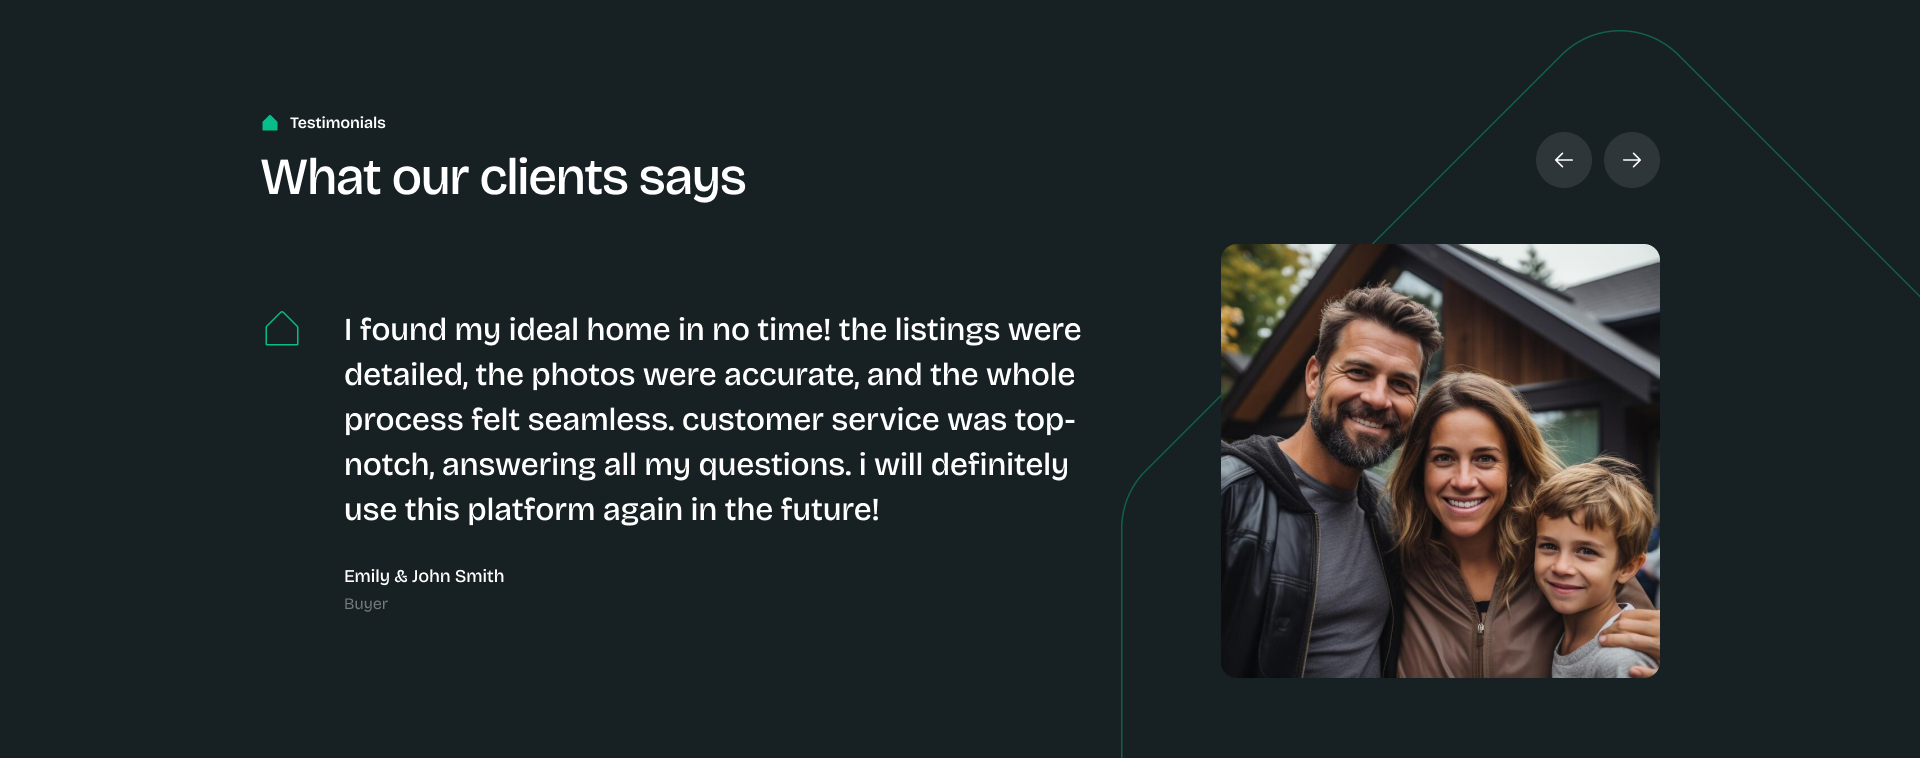 Testimonials
What our clients says
I found my ideal home in no time! the listings were
detailed, the photos were accurate, and the whole
process felt seamless. customer service was top-
notch, answering all my questions. i will definitely
use this platform again in the future!
Emily & John Smith
Buyer